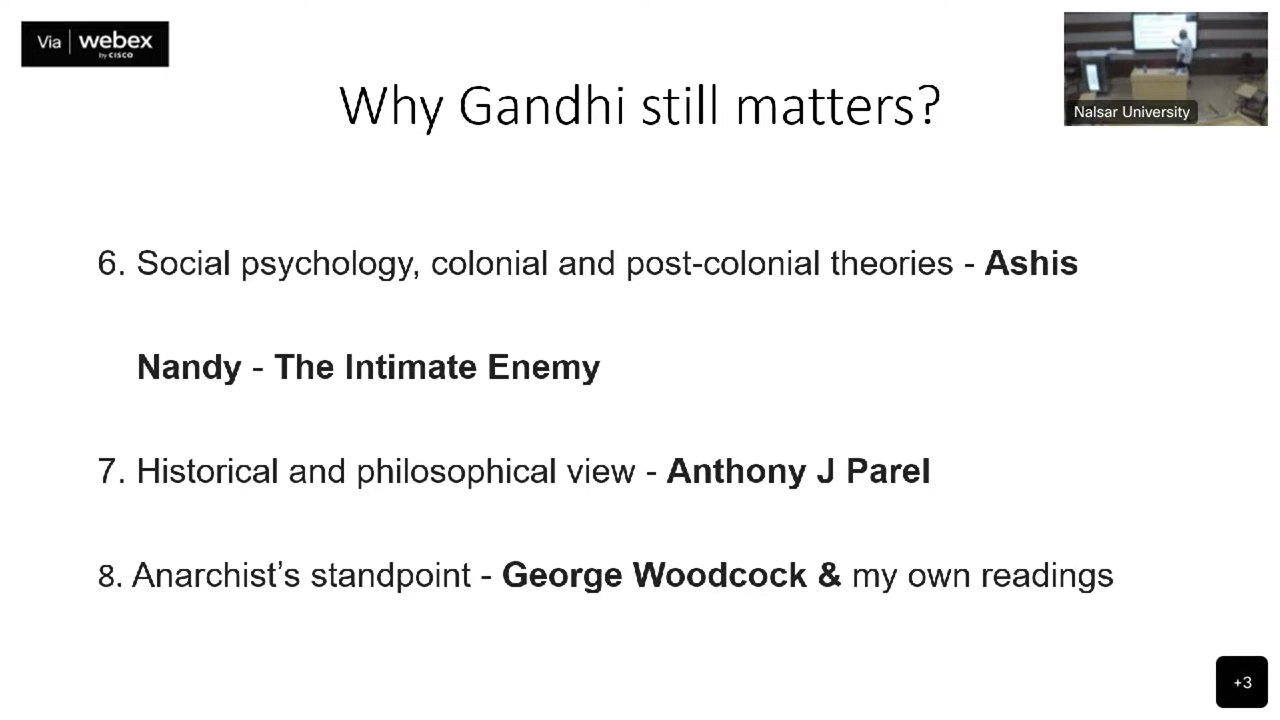 Via webex
by CISCO
Nalsar University
Why Gandhi still matters?
6. Social psychology, colonial and post-colonial theories - Ashis
Nandy - The Intimate Enemy
7. Historical and philosophical view - Anthony J Parel
8. Anarchist’s standpoint - George Woodcock & my own readings
+3